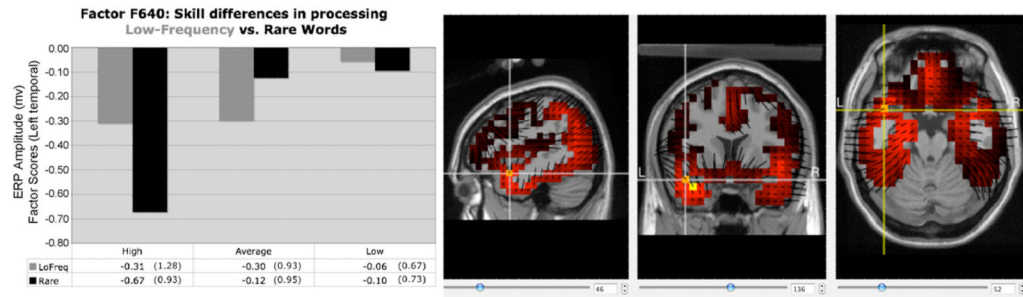 Factor F640: Skill differences in processing
Low-Frequency vs. Rare Words
ERP Amplitude (mv)
Factor Scores (Left temporal)
0.00
-0.10
-0.30
-0.40
-0.50
-0.60
-0.70
-0.80
High Average Low
LoFreq -0.31 (1.28) -0.30 (0.93) -0.06 (0.67)
Rare -0.67 (0.93) -0.12 (0.95) -0.10 (0.73)
L R
L R
46
136
52